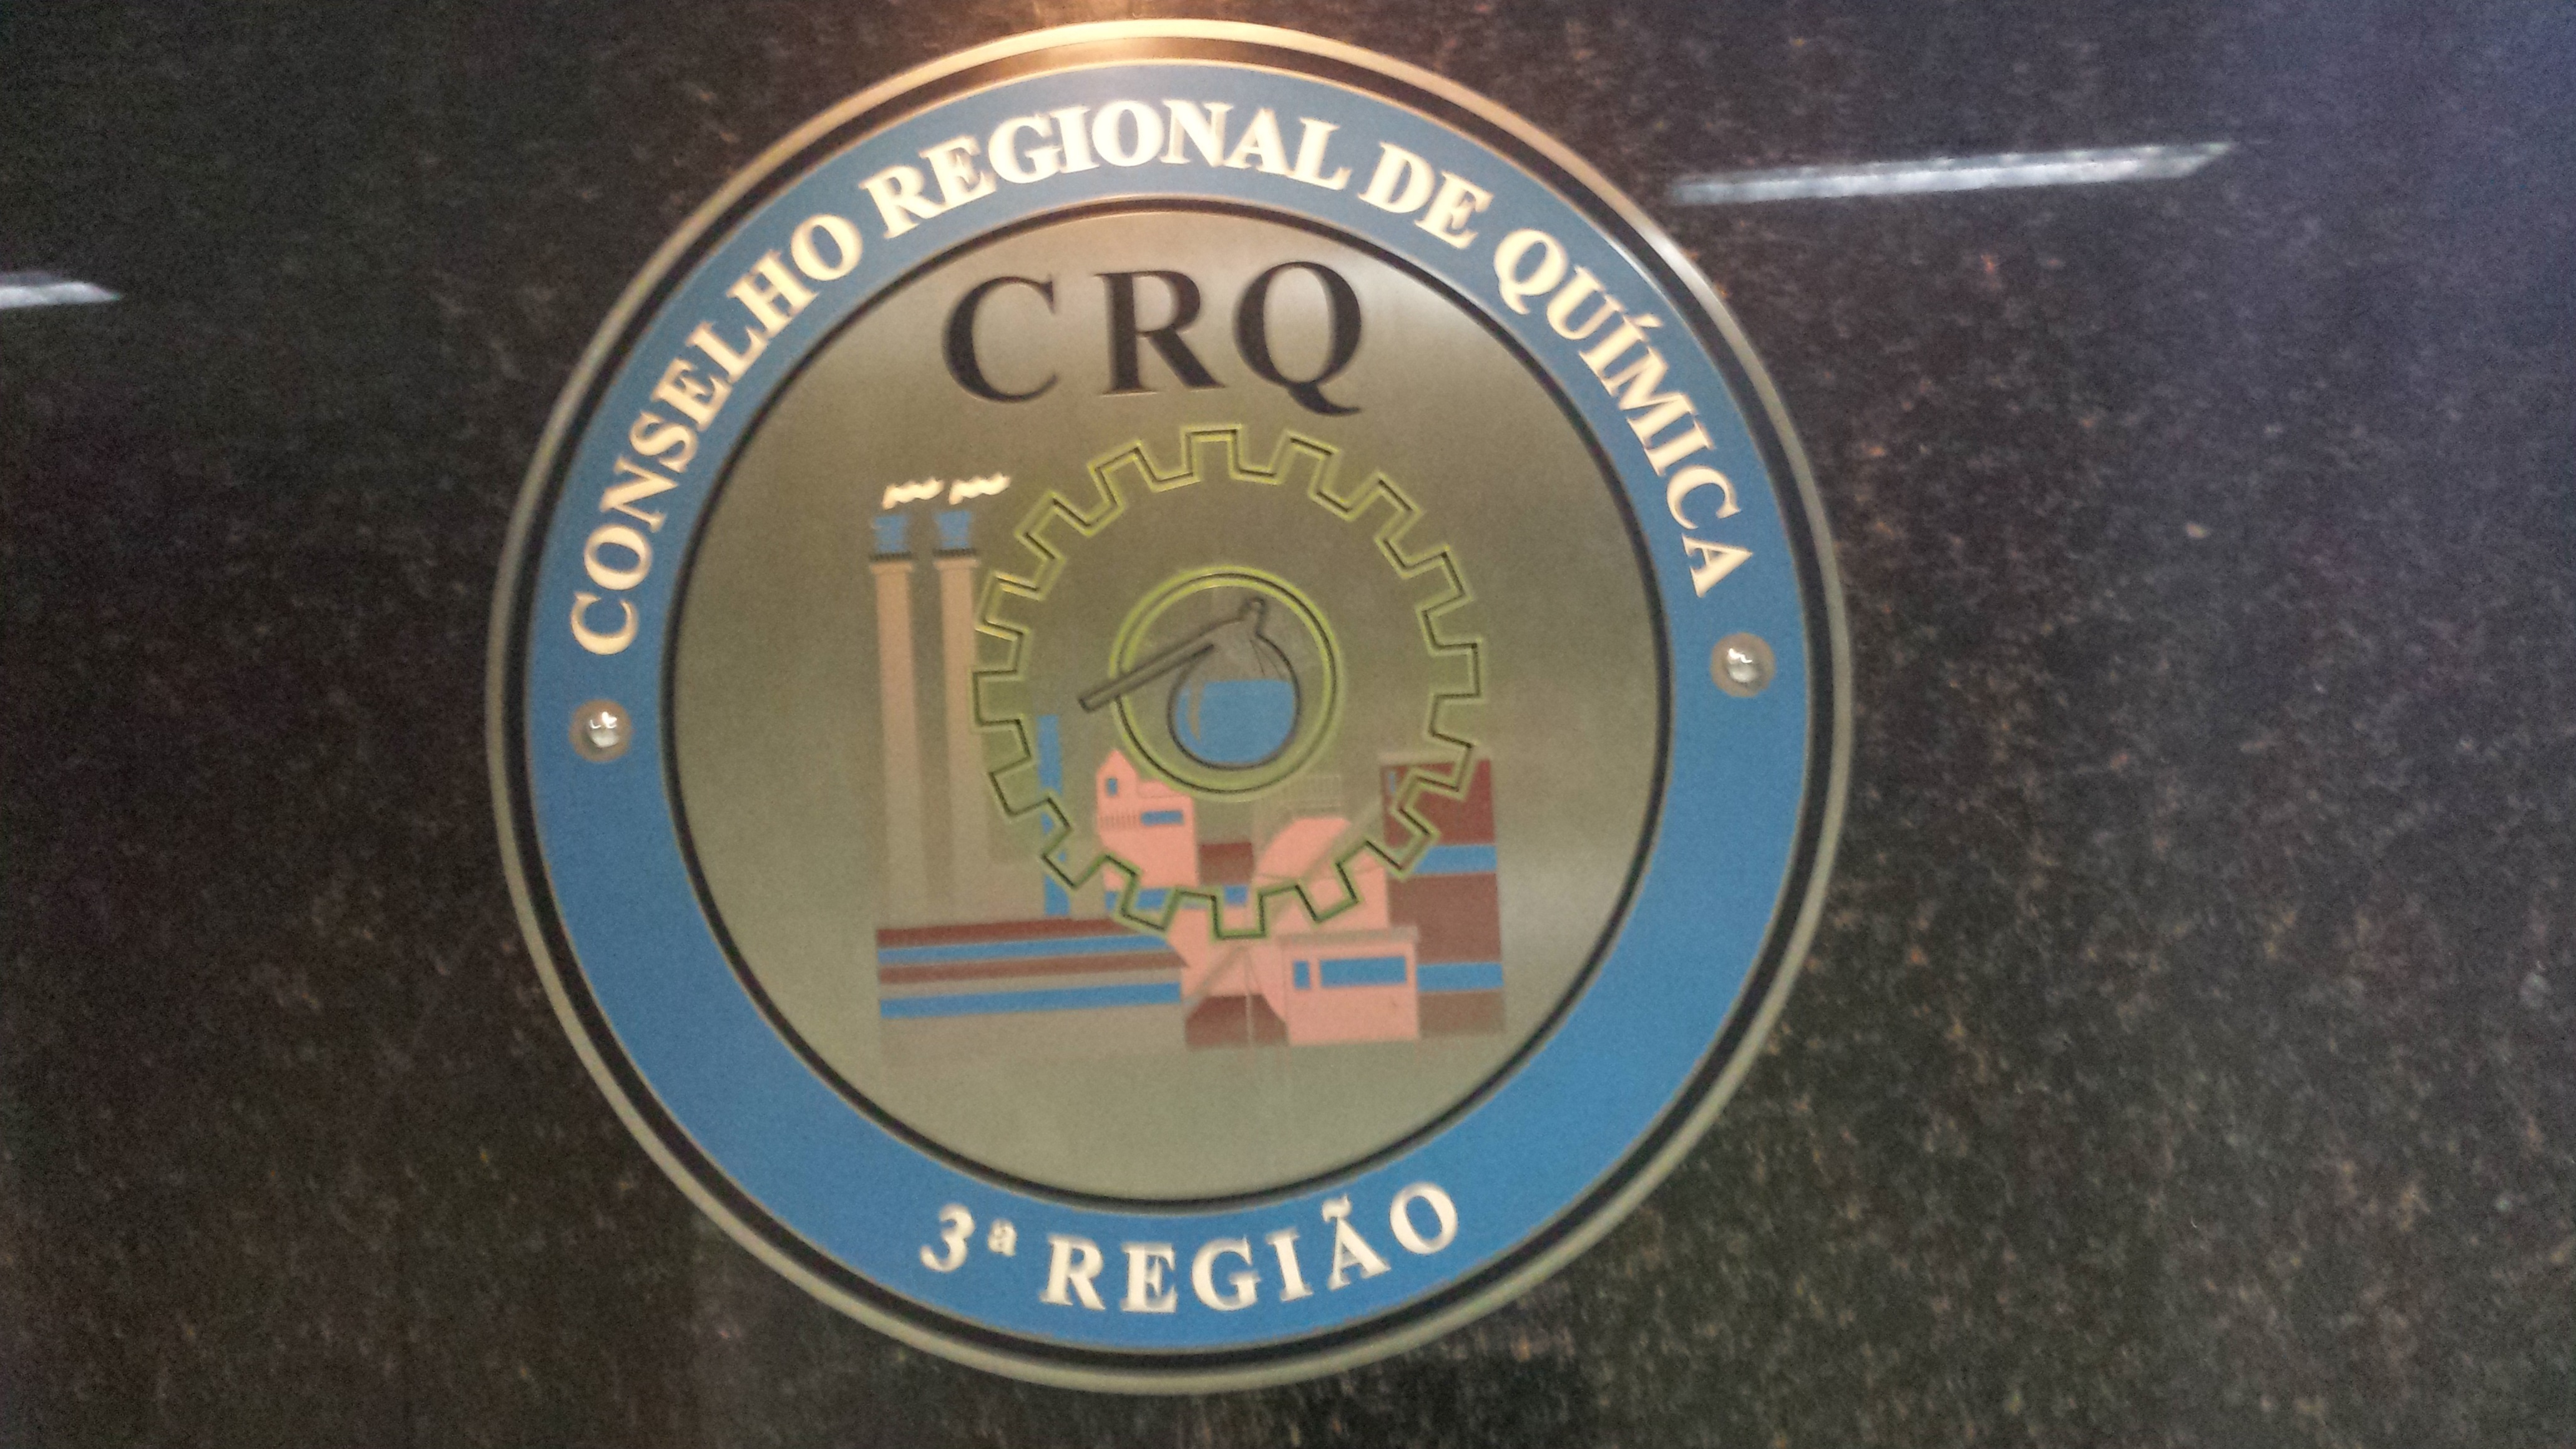 CONSELHO REGIONAL DE QUÍMICA
CRQ
3ª REGIÃO